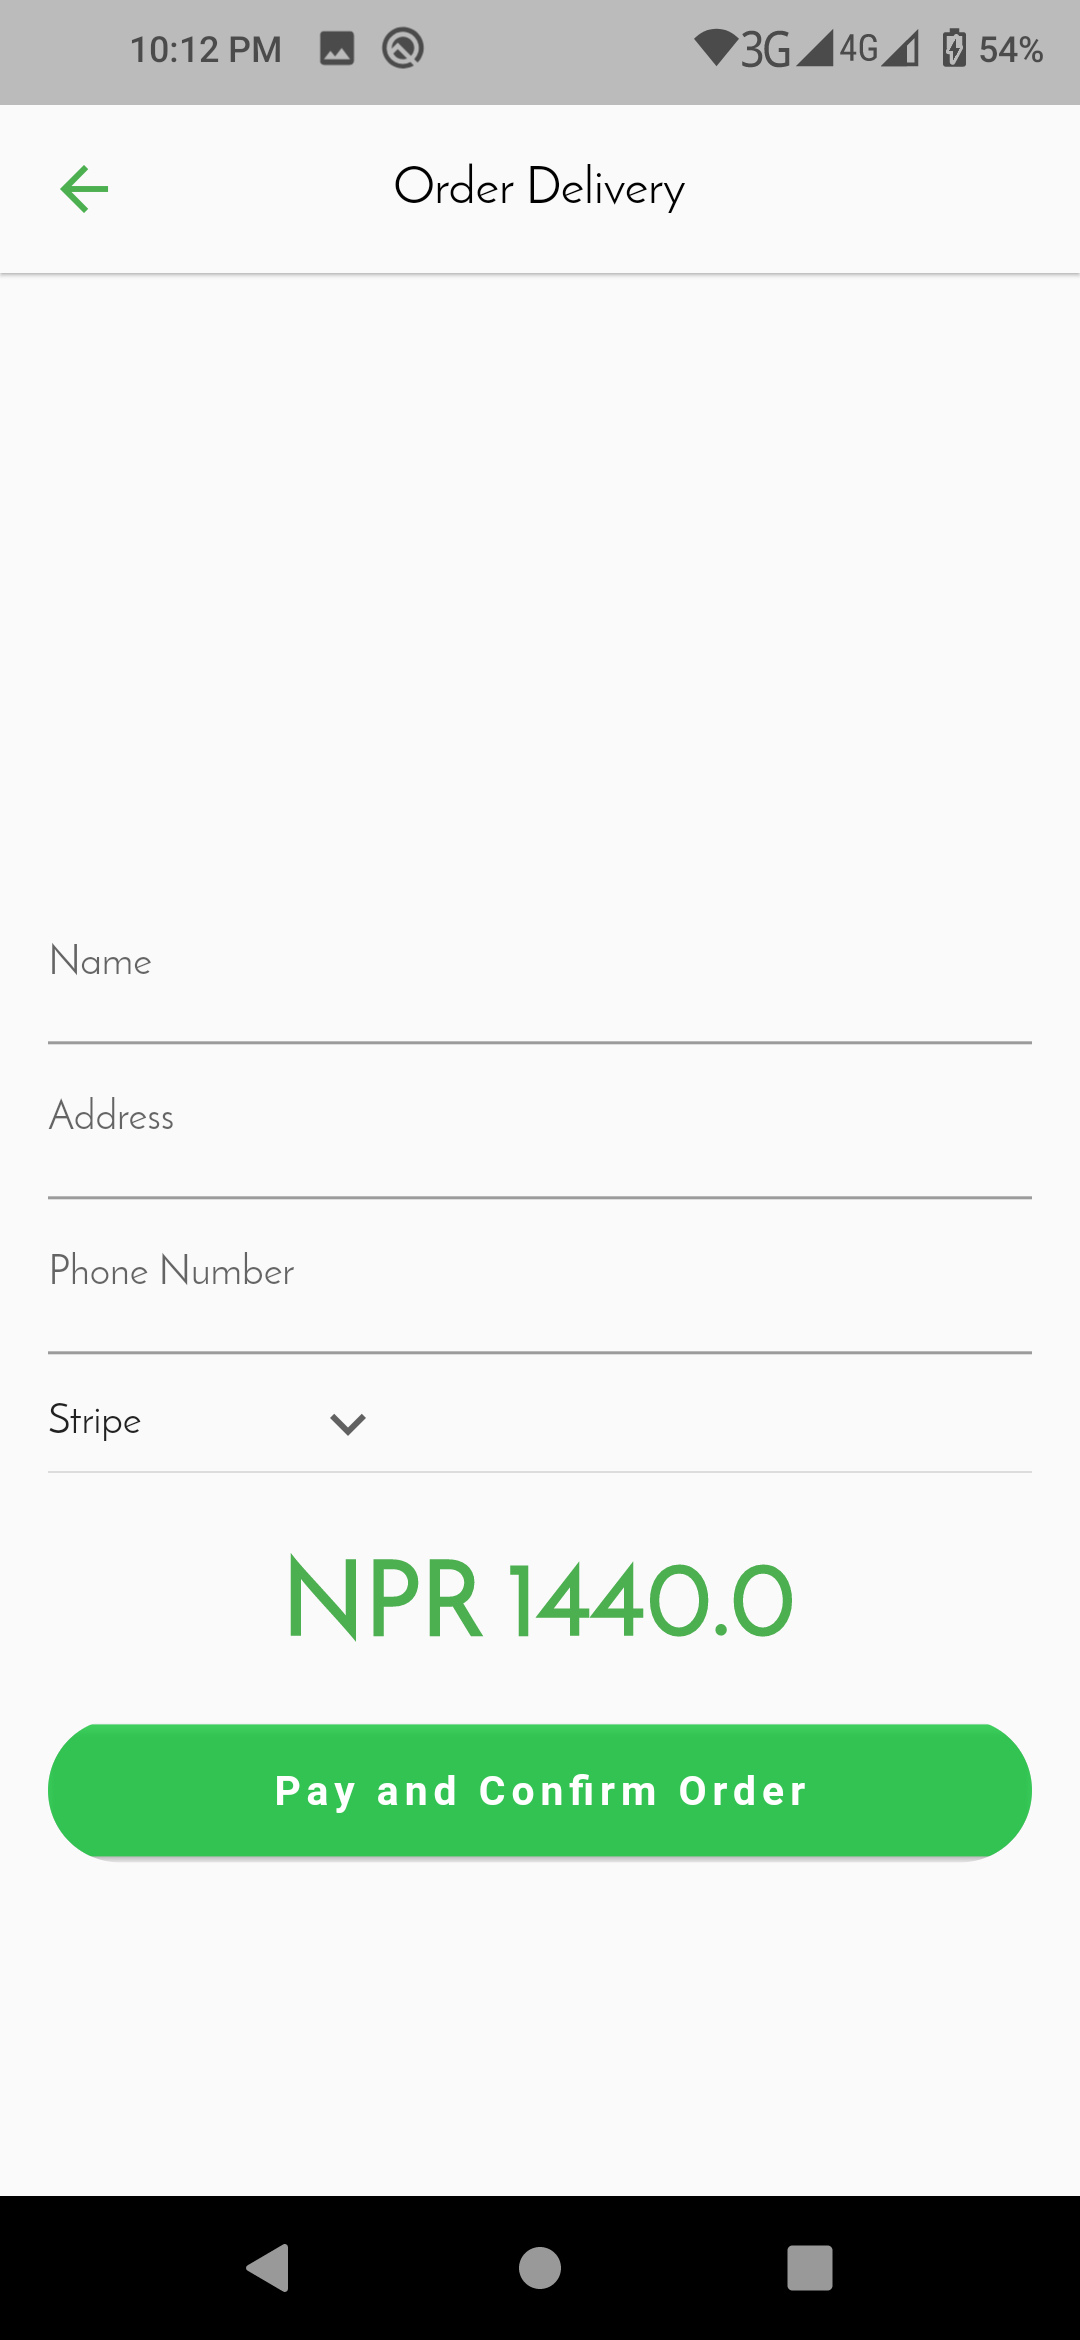 10:12 PM 3G 4G 54%
Order Delivery
Name
Address
Phone Number
Stripe
NPR 1440.0
Pay and Confirm Order